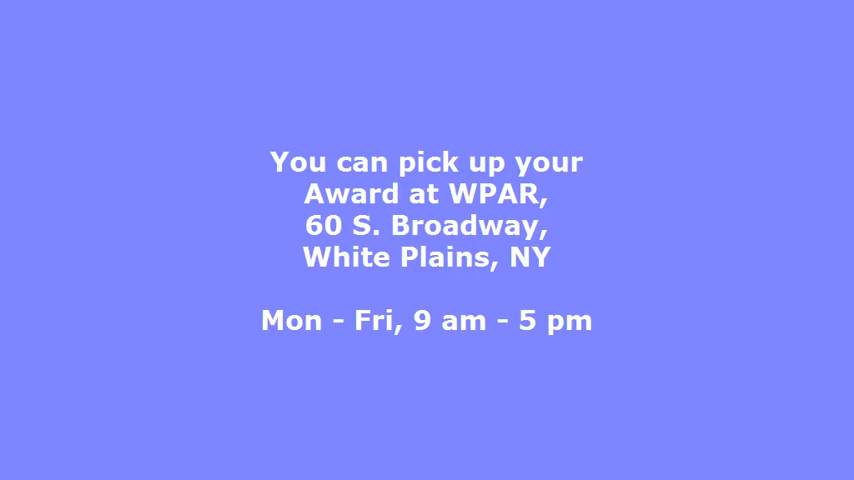 You can pick up your
Award at WPAR,
60 S. Broadway,
White Plains, NY
Mon - Fri, 9 am - 5 pm